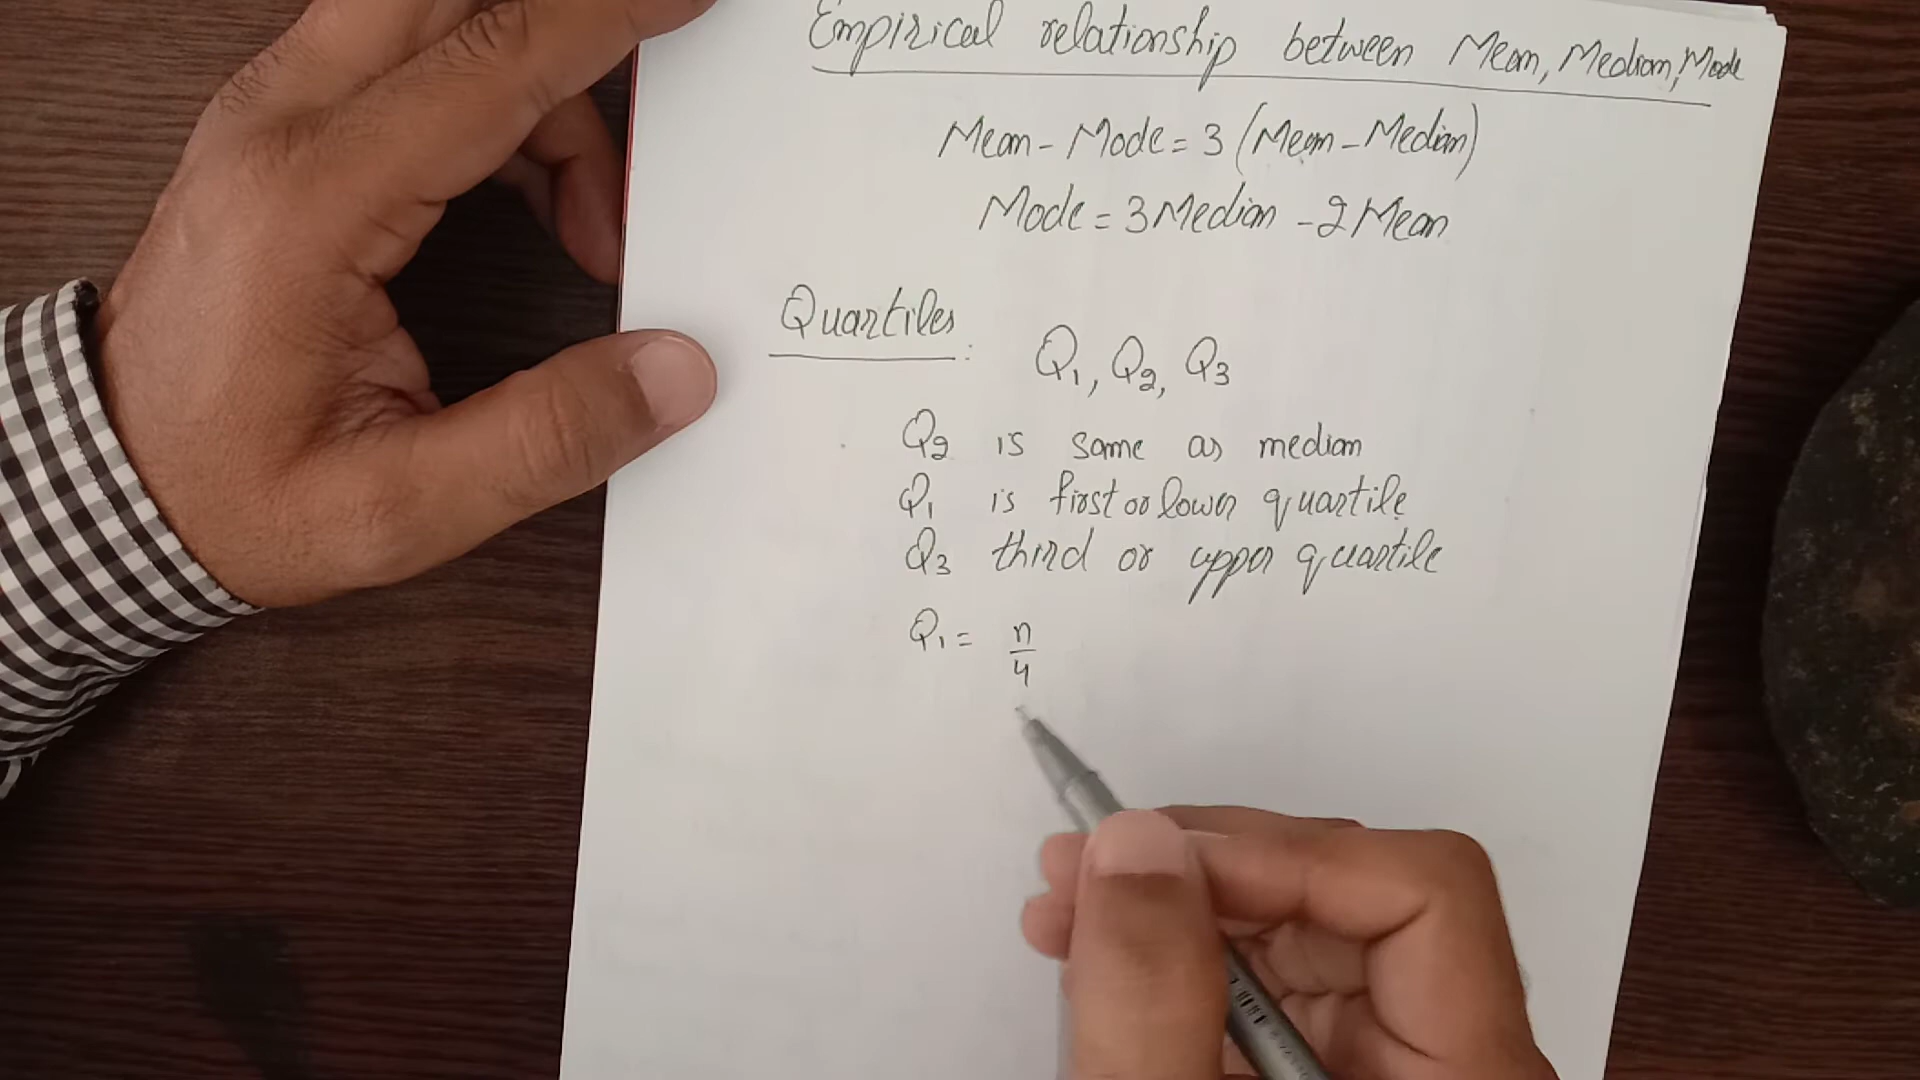 Empirical relationship between Mean, Median, Mode
Mean - Mode = 3 (Mean - Median)
Mode = 3 Median - 2 Mean
Quartiles : Q1, Q2, Q3
Q2 is same as median
Q1 is first or lower quartile
Q3 third or upper quartile
Q1 = n/4